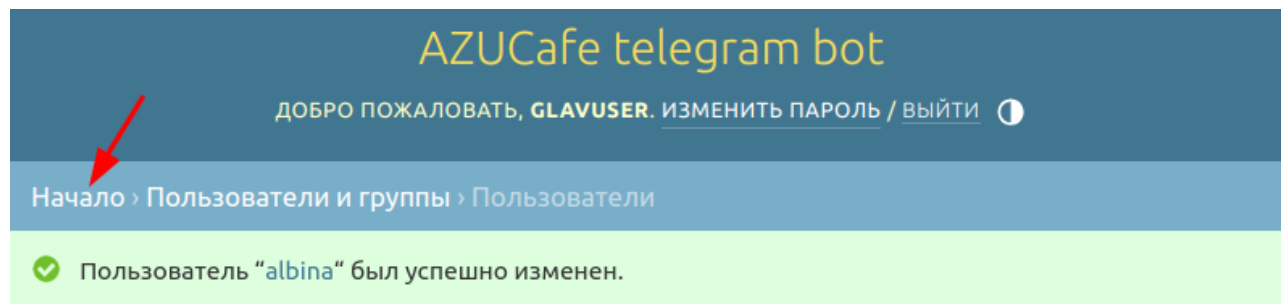 AZUCafe telegram bot
ДОБРО ПОЖАЛОВАТЬ, GLAVUSER. ИЗМЕНИТЬ ПАРОЛЬ / ВЫЙТИ
Начало › Пользователи и группы › Пользователи
Пользователь “albina“ был успешно изменен.